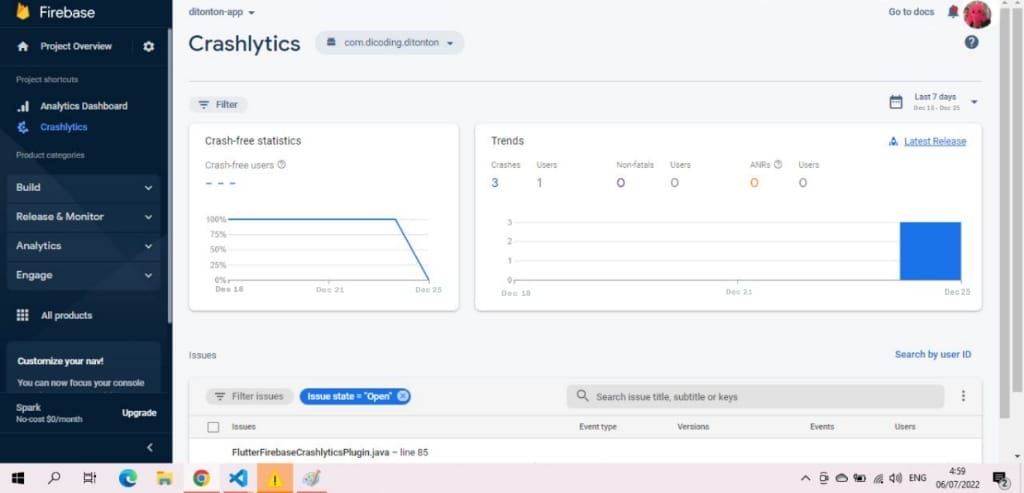 Firebase
ditonton-app
Go to docs
Project Overview
Crashlytics
com.dicoding.ditonton
Project shortcuts
Analytics Dashboard
Crashlytics
Product categories
Build
Release & Monitor
Analytics
Engage
All products
Customize your nav!
You can now focus your console
Spark
No-cost $0/month
Upgrade
Filter
Last 7 days
Dec 18 - Dec 25
Crash-free statistics
Crash-free users
- - -
100%
75%
50%
25%
0%
Dec 18
Dec 21
Dec 25
Trends
Latest Release
Crashes Users Non-fatals Users ANRs Users
3 1 0 0 0 0
3
2
1
0
Dec 18
Dec 21
Dec 25
Issues
Search by user ID
Filter issues
Issue state = "Open"
Search issue title, subtitle or keys
Issues Event type Versions Events Users
FlutterFirebaseCrashlyticsPlugin.java – line 85
ENG
4:59
06/07/2022
2